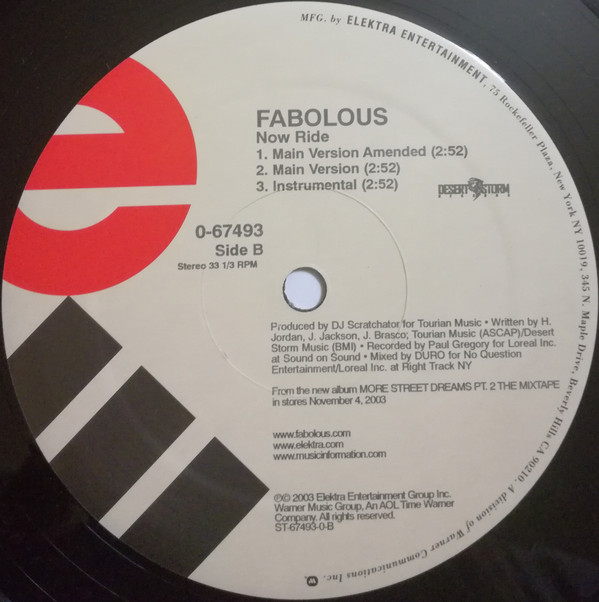 MFG. by ELEKTRA ENTERTAINMENT, 75 Rockefeller Plaza, New York NY 10019, 345 N. Maple Drive, Beverly Hills CA 90210. A division of Warner Communications Inc.
FABOLOUS
Now Ride
1. Main Version Amended (2:52)
2. Main Version (2:52)
3. Instrumental (2:52)
DESERT STORM
0-67493
Side B
Stereo 33 1/3 RPM
Produced by DJ Scratchator for Tourian Music • Written by H.
Jordan, J. Jackson, J. Brasco; Tourian Music (ASCAP)/Desert
Storm Music (BMI) • Recorded by Paul Gregory for Loreal Inc.
at Sound on Sound • Mixed by DURO for No Question
Entertainment/Loreal Inc. at Right Track NY
From the new album MORE STREET DREAMS PT. 2 THE MIXTAPE
in stores November 4, 2003
www.fabolous.com
www.elektra.com
www.musicinformation.com
℗© 2003 Elektra Entertainment Group Inc.
Warner Music Group, An AOL Time Warner
Company. All rights reserved.
ST-67493-0-B